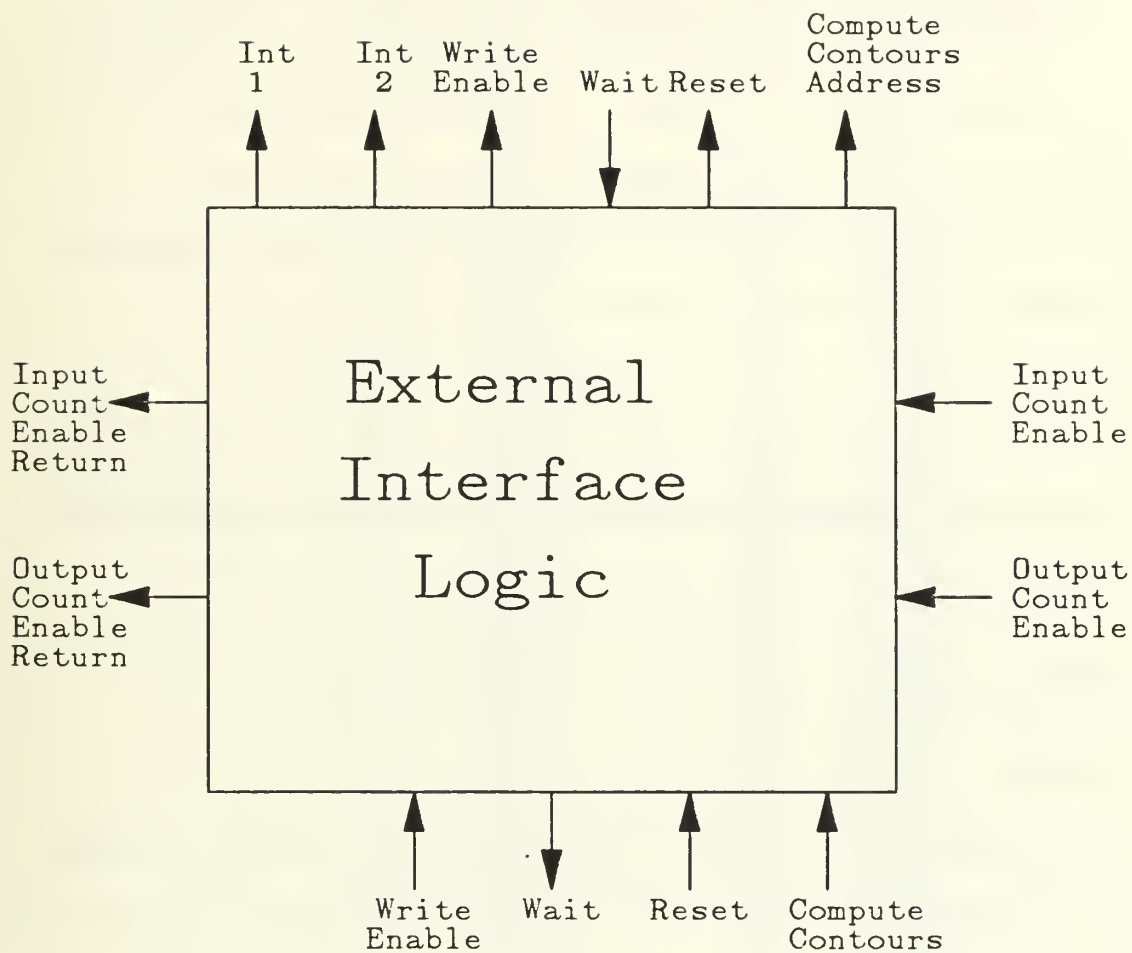 Int
1
Int
2
Write
Enable
Wait
Reset
Compute
Contours
Address
Input
Count
Enable
Return
External
Interface
Logic
Input
Count
Enable
Output
Count
Enable
Return
Output
Count
Enable
Write
Enable
Wait
Reset
Compute
Contours